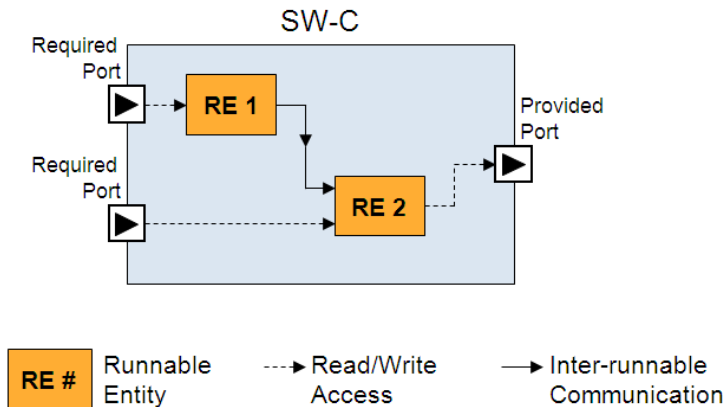 SW-C
Required
Port
RE 1
Provided
Port
Required
Port
RE 2
RE #
Runnable
Entity
Read/Write
Access
Inter-runnable
Communication